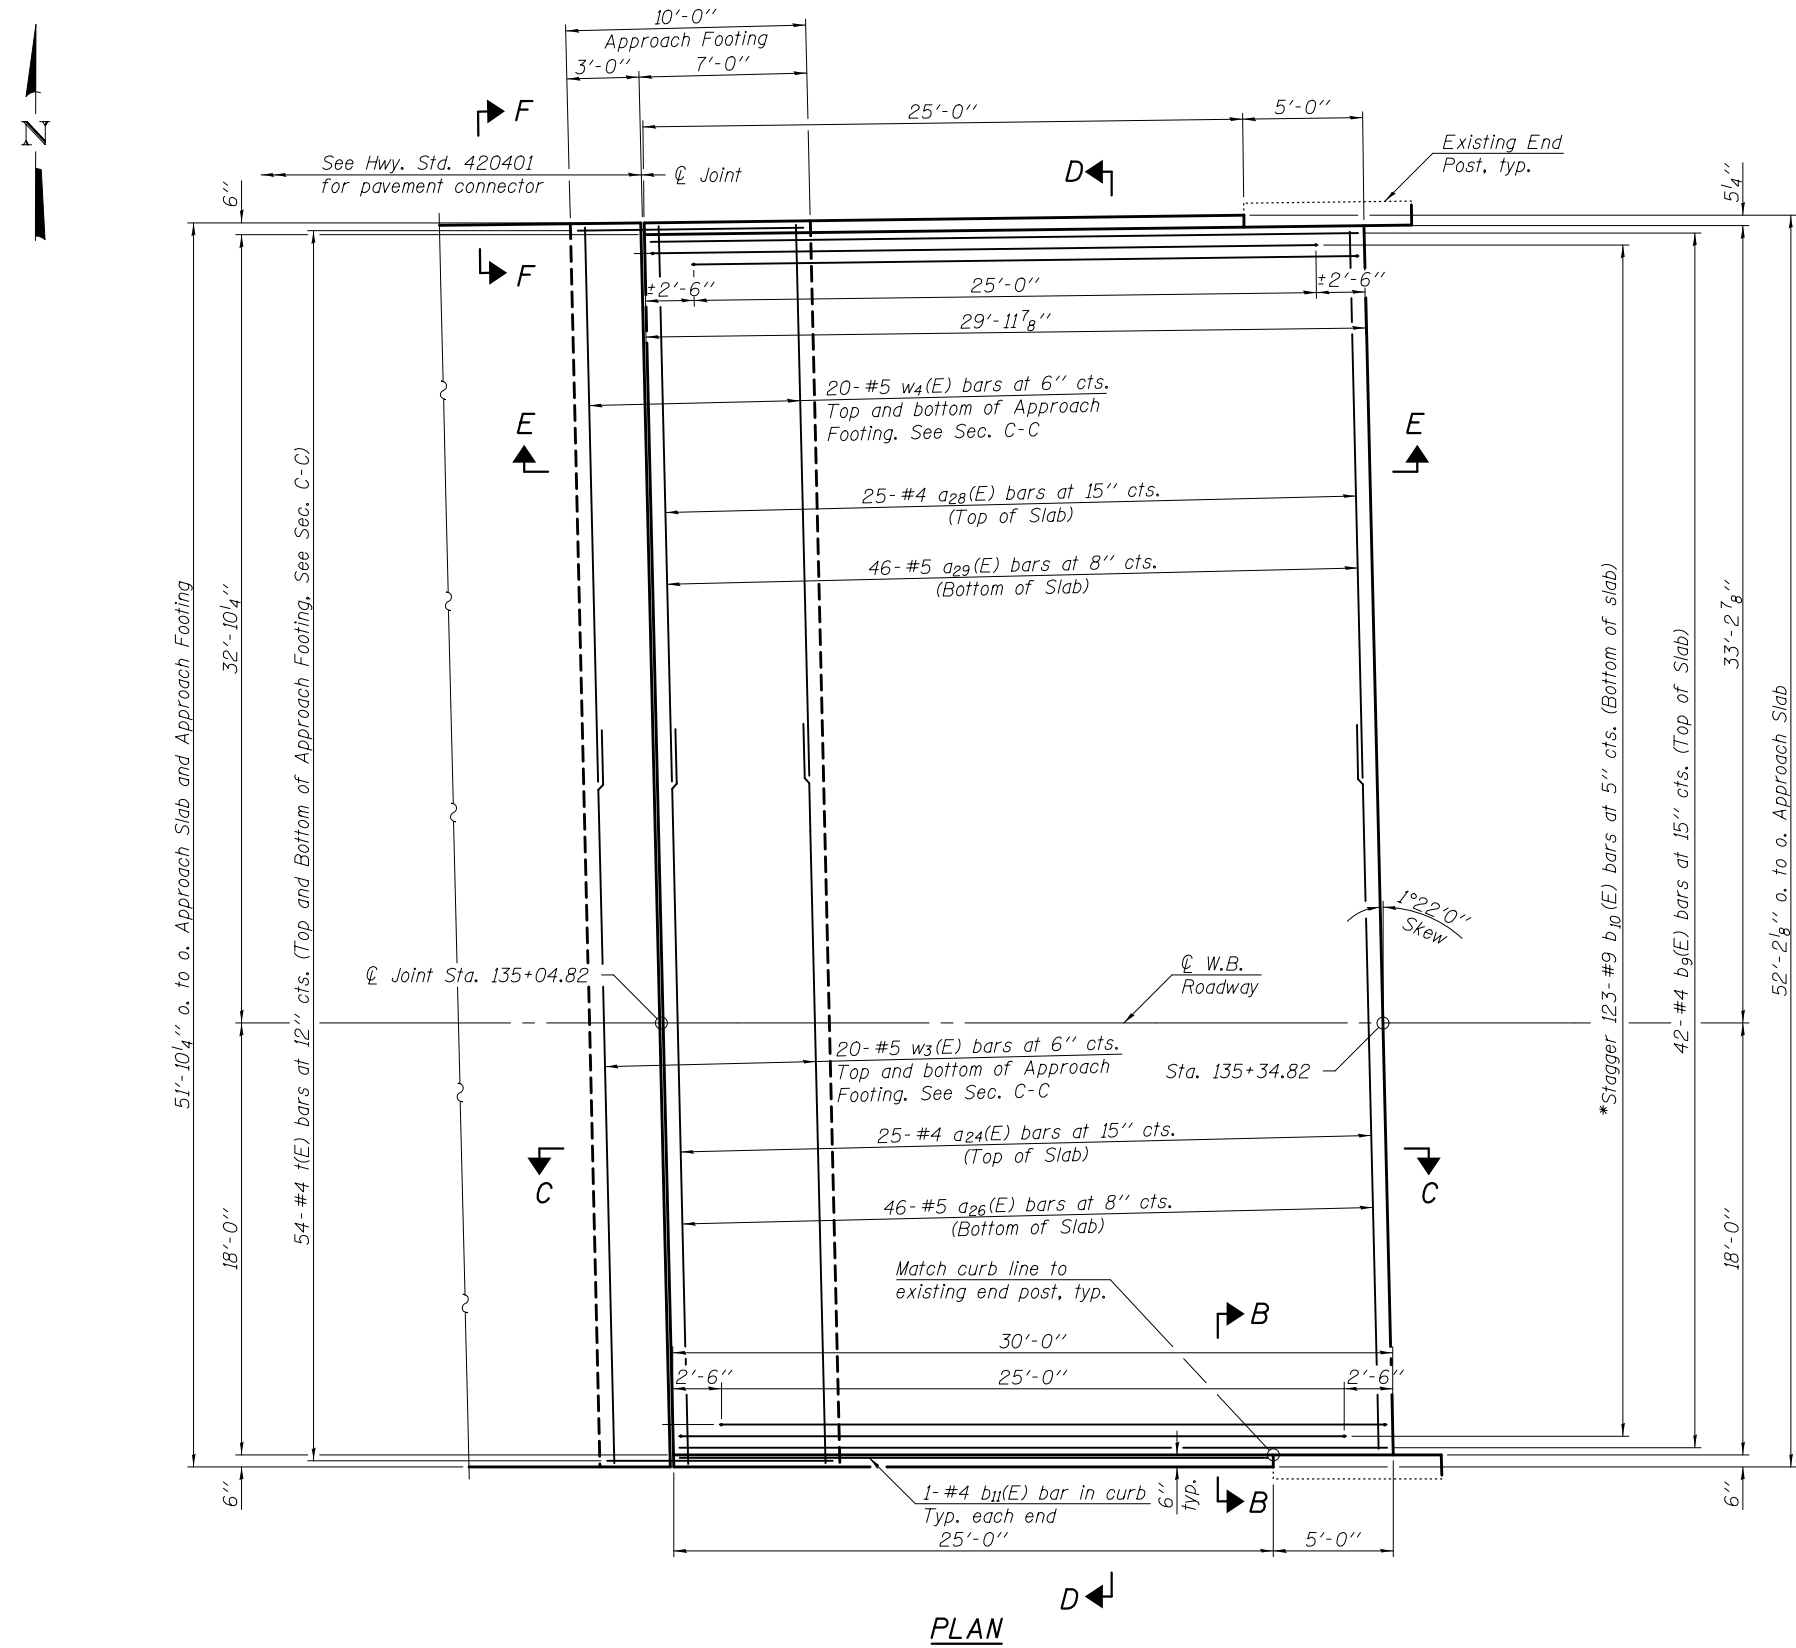 10'-0"
Approach Footing
3'-0"
7'-0"
F
25'-0"
5'-0"
N
Existing End
Post, typ.
See Hwy. Std. 420401
for pavement connector
℄ Joint
D
6"
5¼"
F
±2'-6"
25'-0"
±2'-6"
29'-11⅞"
20-#5 w4(E) bars at 6" cts.
Top and bottom of Approach
Footing. See Sec. C-C
E
E
25-#4 a28(E) bars at 15" cts.
(Top of Slab)
46-#5 a29(E) bars at 8" cts.
(Bottom of Slab)
51'-10¼" o. to o. Approach Slab and Approach Footing
32'-10¼"
54-#4 t(E) bars at 12" cts. (Top and Bottom of Approach Footing, See Sec. C-C)
*Stagger 123-#9 b10(E) bars at 5" cts. (Bottom of slab)
42-#4 b9(E) bars at 15" cts. (Top of Slab)
33'-2⅞"
52'-2⅛" o. to o. Approach Slab
1°22'0"
Skew
℄ Joint Sta. 135+04.82
℄ W.B.
Roadway
20-#5 w3(E) bars at 6" cts.
Top and bottom of Approach
Footing. See Sec. C-C
Sta. 135+34.82
25-#4 a24(E) bars at 15" cts.
(Top of Slab)
C
C
46-#5 a26(E) bars at 8" cts.
(Bottom of Slab)
18'-0"
18'-0"
Match curb line to
existing end post, typ.
B
30'-0"
2'-6"
25'-0"
2'-6"
6"
1-#4 b11(E) bar in curb
Typ. each end
6"
typ.
B
6"
25'-0"
5'-0"
D
PLAN